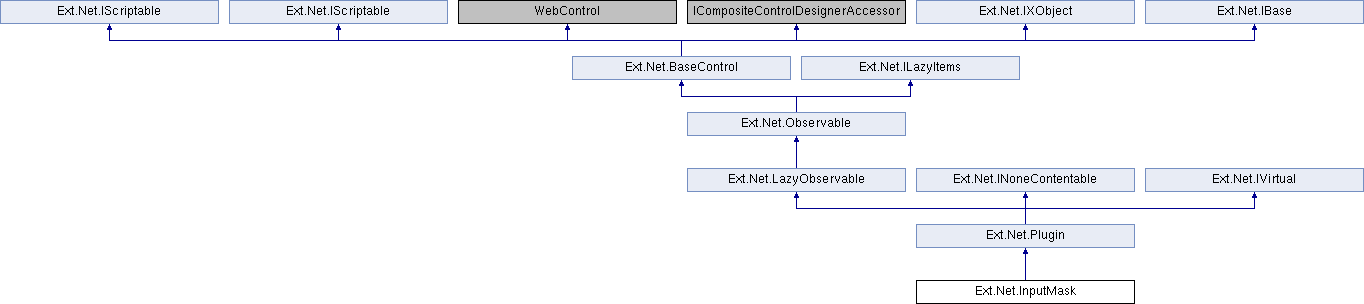 Ext.Net.IScriptable
Ext.Net.IScriptable
WebControl
ICompositeControlDesignerAccessor
Ext.Net.IXObject
Ext.Net.IBase
Ext.Net.BaseControl
Ext.Net.ILazyItems
Ext.Net.Observable
Ext.Net.LazyObservable
Ext.Net.INoneContentable
Ext.Net.IVirtual
Ext.Net.Plugin
Ext.Net.InputMask